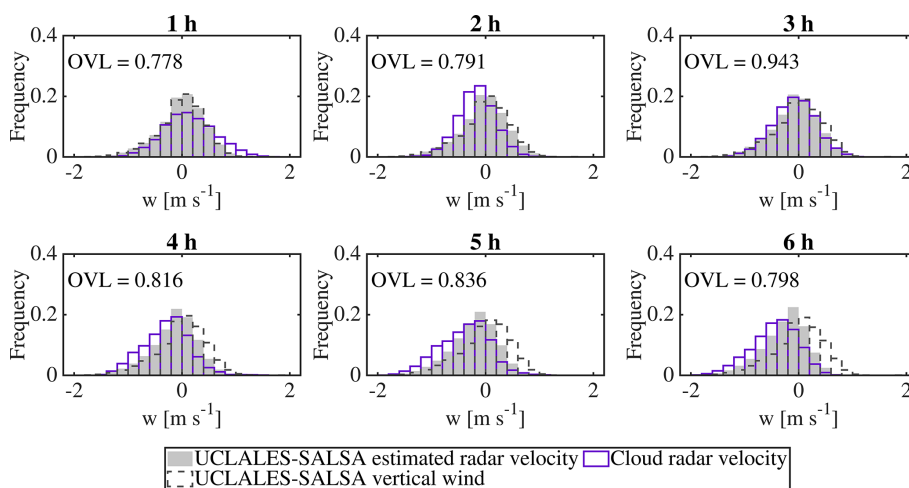 1 h
2 h
3 h
0.4
OVL = 0.778
0.2
0
Frequency
-2
0
2
w [m s⁻¹]
0.4
OVL = 0.791
0.2
0
Frequency
-2
0
2
w [m s⁻¹]
0.4
OVL = 0.943
0.2
0
Frequency
-2
0
2
w [m s⁻¹]
4 h
5 h
6 h
0.4
OVL = 0.816
0.2
0
Frequency
-2
0
2
w [m s⁻¹]
0.4
OVL = 0.836
0.2
0
Frequency
-2
0
2
w [m s⁻¹]
0.4
OVL = 0.798
0.2
0
Frequency
-2
0
2
w [m s⁻¹]
UCLALES-SALSA estimated radar velocity
Cloud radar velocity
UCLALES-SALSA vertical wind